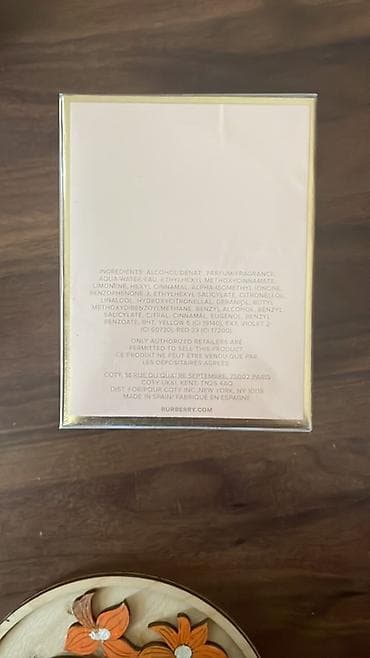 INGREDIENTS: ALCOHOL DENAT., PARFUM/FRAGRANCE,
AQUA/WATER/EAU, ETHYLHEXYL METHOXYCINNAMATE,
LIMONENE, HEXYL CINNAMAL, ALPHA-ISOMETHYL IONONE,
BENZOPHENONE-3, ETHYLHEXYL SALICYLATE, CITRONELLOL,
LINALOOL, HYDROXYCITRONELLAL, GERANIOL, BUTYL
METHOXYDIBENZOYLMETHANE, BENZYL ALCOHOL, BENZYL
SALICYLATE, CITRAL, CINNAMAL, EUGENOL, BENZYL
BENZOATE, BHT, YELLOW 5 (CI 19140), EXT. VIOLET 2
(CI 60730), RED 33 (CI 17200).
ONLY AUTHORIZED RETAILERS ARE
PERMITTED TO SELL THIS PRODUCT.
CE PRODUIT NE PEUT ÊTRE VENDU QUE PAR
LES DÉPOSITAIRES AGRÉÉS.
COTY, 14 RUE DU QUATRE SEPTEMBRE, 75002 PARIS
COTY UK&I, KENT, TN25 4AQ
DIST. FOR/POUR COTY INC., NEW YORK, NY 10118
MADE IN SPAIN/FABRIQUÉ EN ESPAGNE
BURBERRY.COM